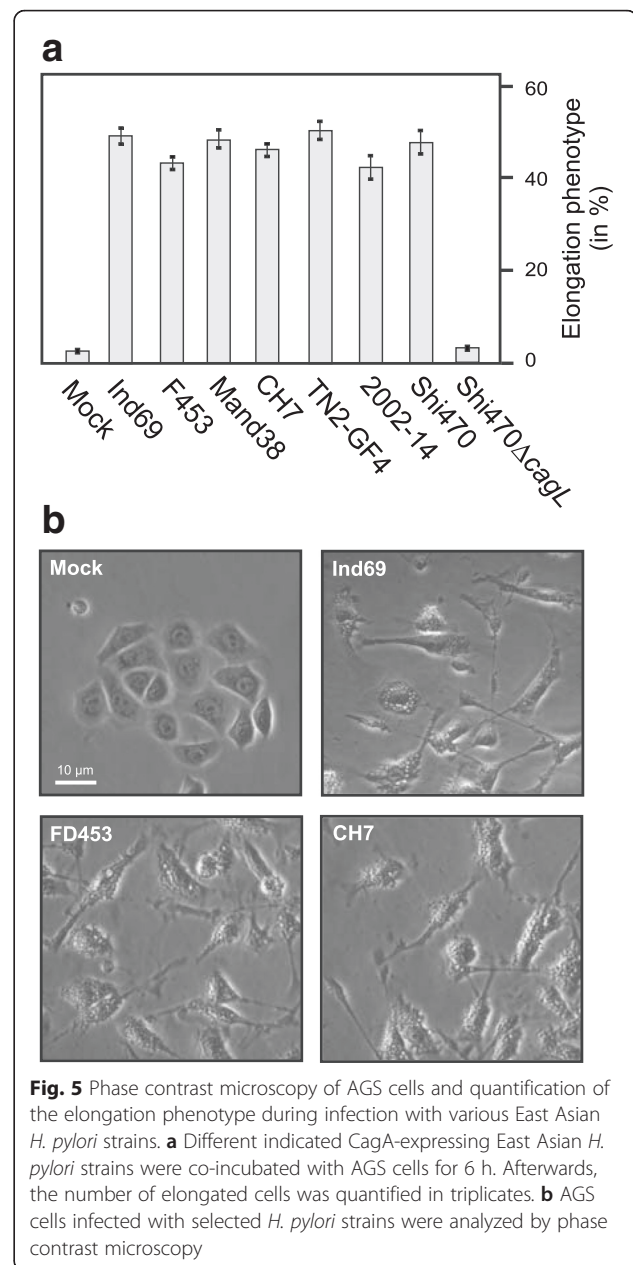 a
60
40
20
0
Elongation phenotype
(in %)
Mock
Ind69
F453
Mand38
CH7
TN2-GF4
2002-14
Shi470
Shi470ΔcagL
b
Mock
10 µm
Ind69
FD453
CH7
Fig. 5 Phase contrast microscopy of AGS cells and quantification of
the elongation phenotype during infection with various East Asian
H. pylori strains. a Different indicated CagA-expressing East Asian H.
pylori strains were co-incubated with AGS cells for 6 h. Afterwards,
the number of elongated cells was quantified in triplicates. b AGS
cells infected with selected H. pylori strains were analyzed by phase
contrast microscopy